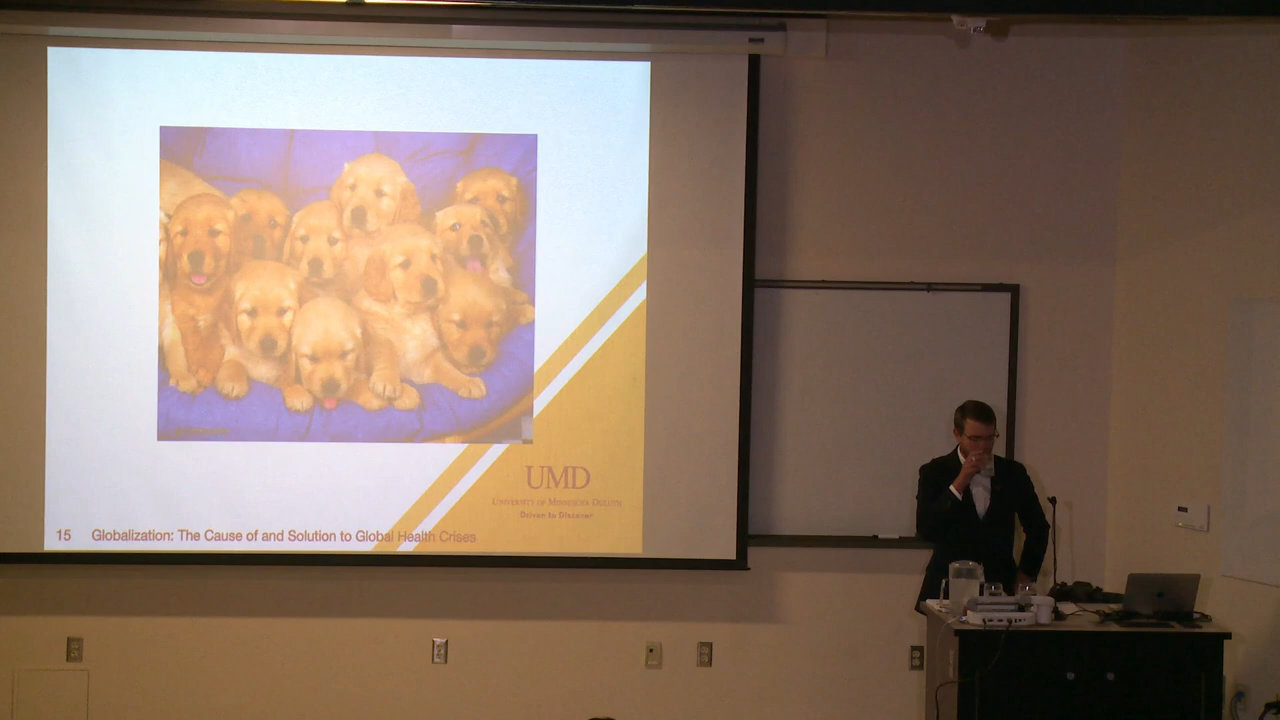 UMD
UNIVERSITY OF MINNESOTA DULUTH
Driven to Discover
15 Globalization: The Cause of and Solution to Global Health Crises